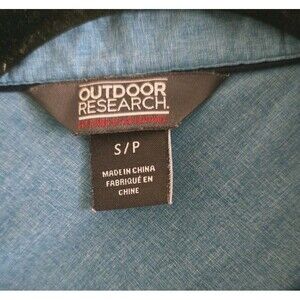 OUTDOOR
RESEARCH.
S/P
MADE IN CHINA
FABRIQUÉ EN
CHINE